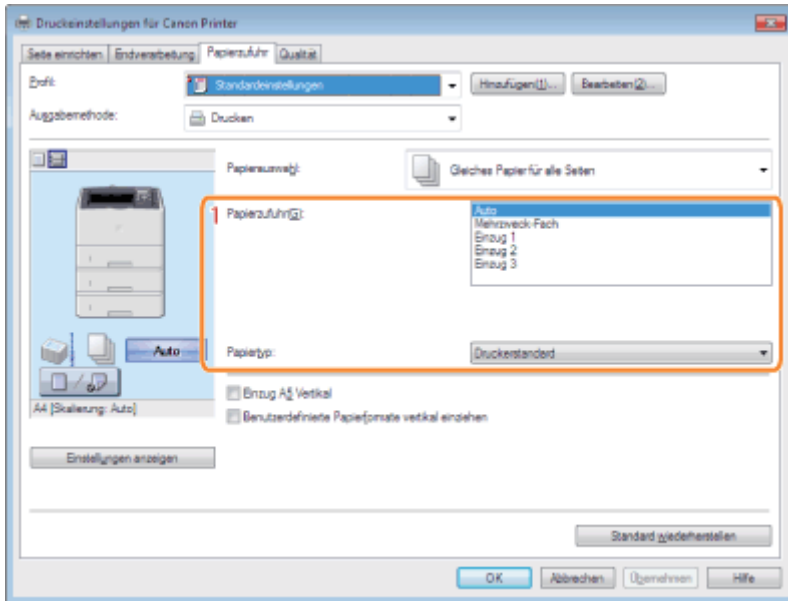 Druckeinstellungen für Canon Printer
Seite einrichten Endverarbeitung Papierzufuhr Qualität
Profil: Standardeinstellungen Hinzufügen(1)... Bearbeiten(2)...
Ausgabemethode: Drucken
Papierauswahl: Gleiches Papier für alle Seiten
1 Papierzufuhr(G): Auto
Mehrzweck-Fach
Einzug 1
Einzug 2
Einzug 3
Auto Papiertyp: Druckerstandard
A4 [Skalierung: Auto]
Einzug A5 Vertikal
Benutzerdefinierte Papierformate vertikal einziehen
Einstellungen anzeigen
Standard wiederherstellen
OK Abbrechen Übernehmen Hilfe